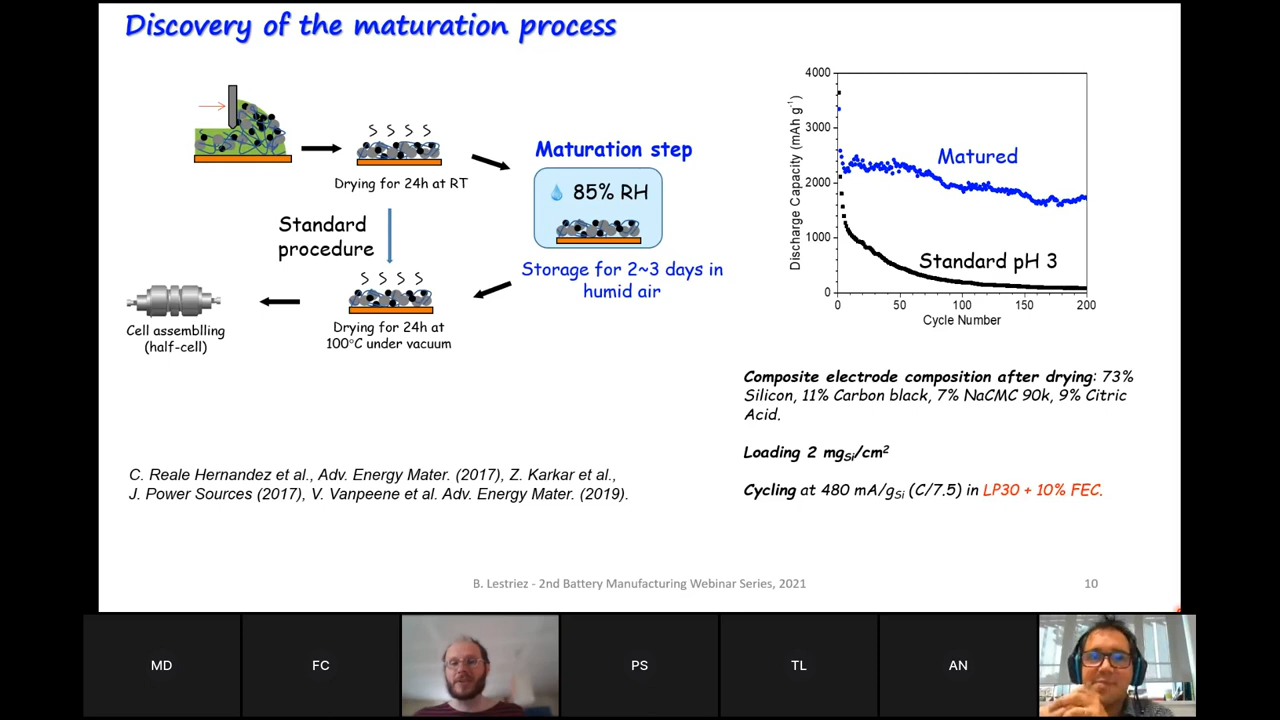 Discovery of the maturation process
Drying for 24h at RT
Maturation step
85% RH
Storage for 2~3 days in
humid air
Standard
procedure
Drying for 24h at
100°C under vacuum
Cell assemblling
(half-cell)
Discharge Capacity (mAh g⁻¹)
4000
3000
2000
1000
0
0 50 100 150 200
Cycle Number
Matured
Standard pH 3
Composite electrode composition after drying: 73%
Silicon, 11% Carbon black, 7% NaCMC 90k, 9% Citric
Acid.
Loading 2 mgSi/cm²
Cycling at 480 mA/gSi (C/7.5) in LP30 + 10% FEC.
C. Reale Hernandez et al., Adv. Energy Mater. (2017), Z. Karkar et al.,
J. Power Sources (2017), V. Vanpeene et al. Adv. Energy Mater. (2019).
B. Lestriez - 2nd Battery Manufacturing Webinar Series, 2021
10
MD
FC
PS
TL
AN